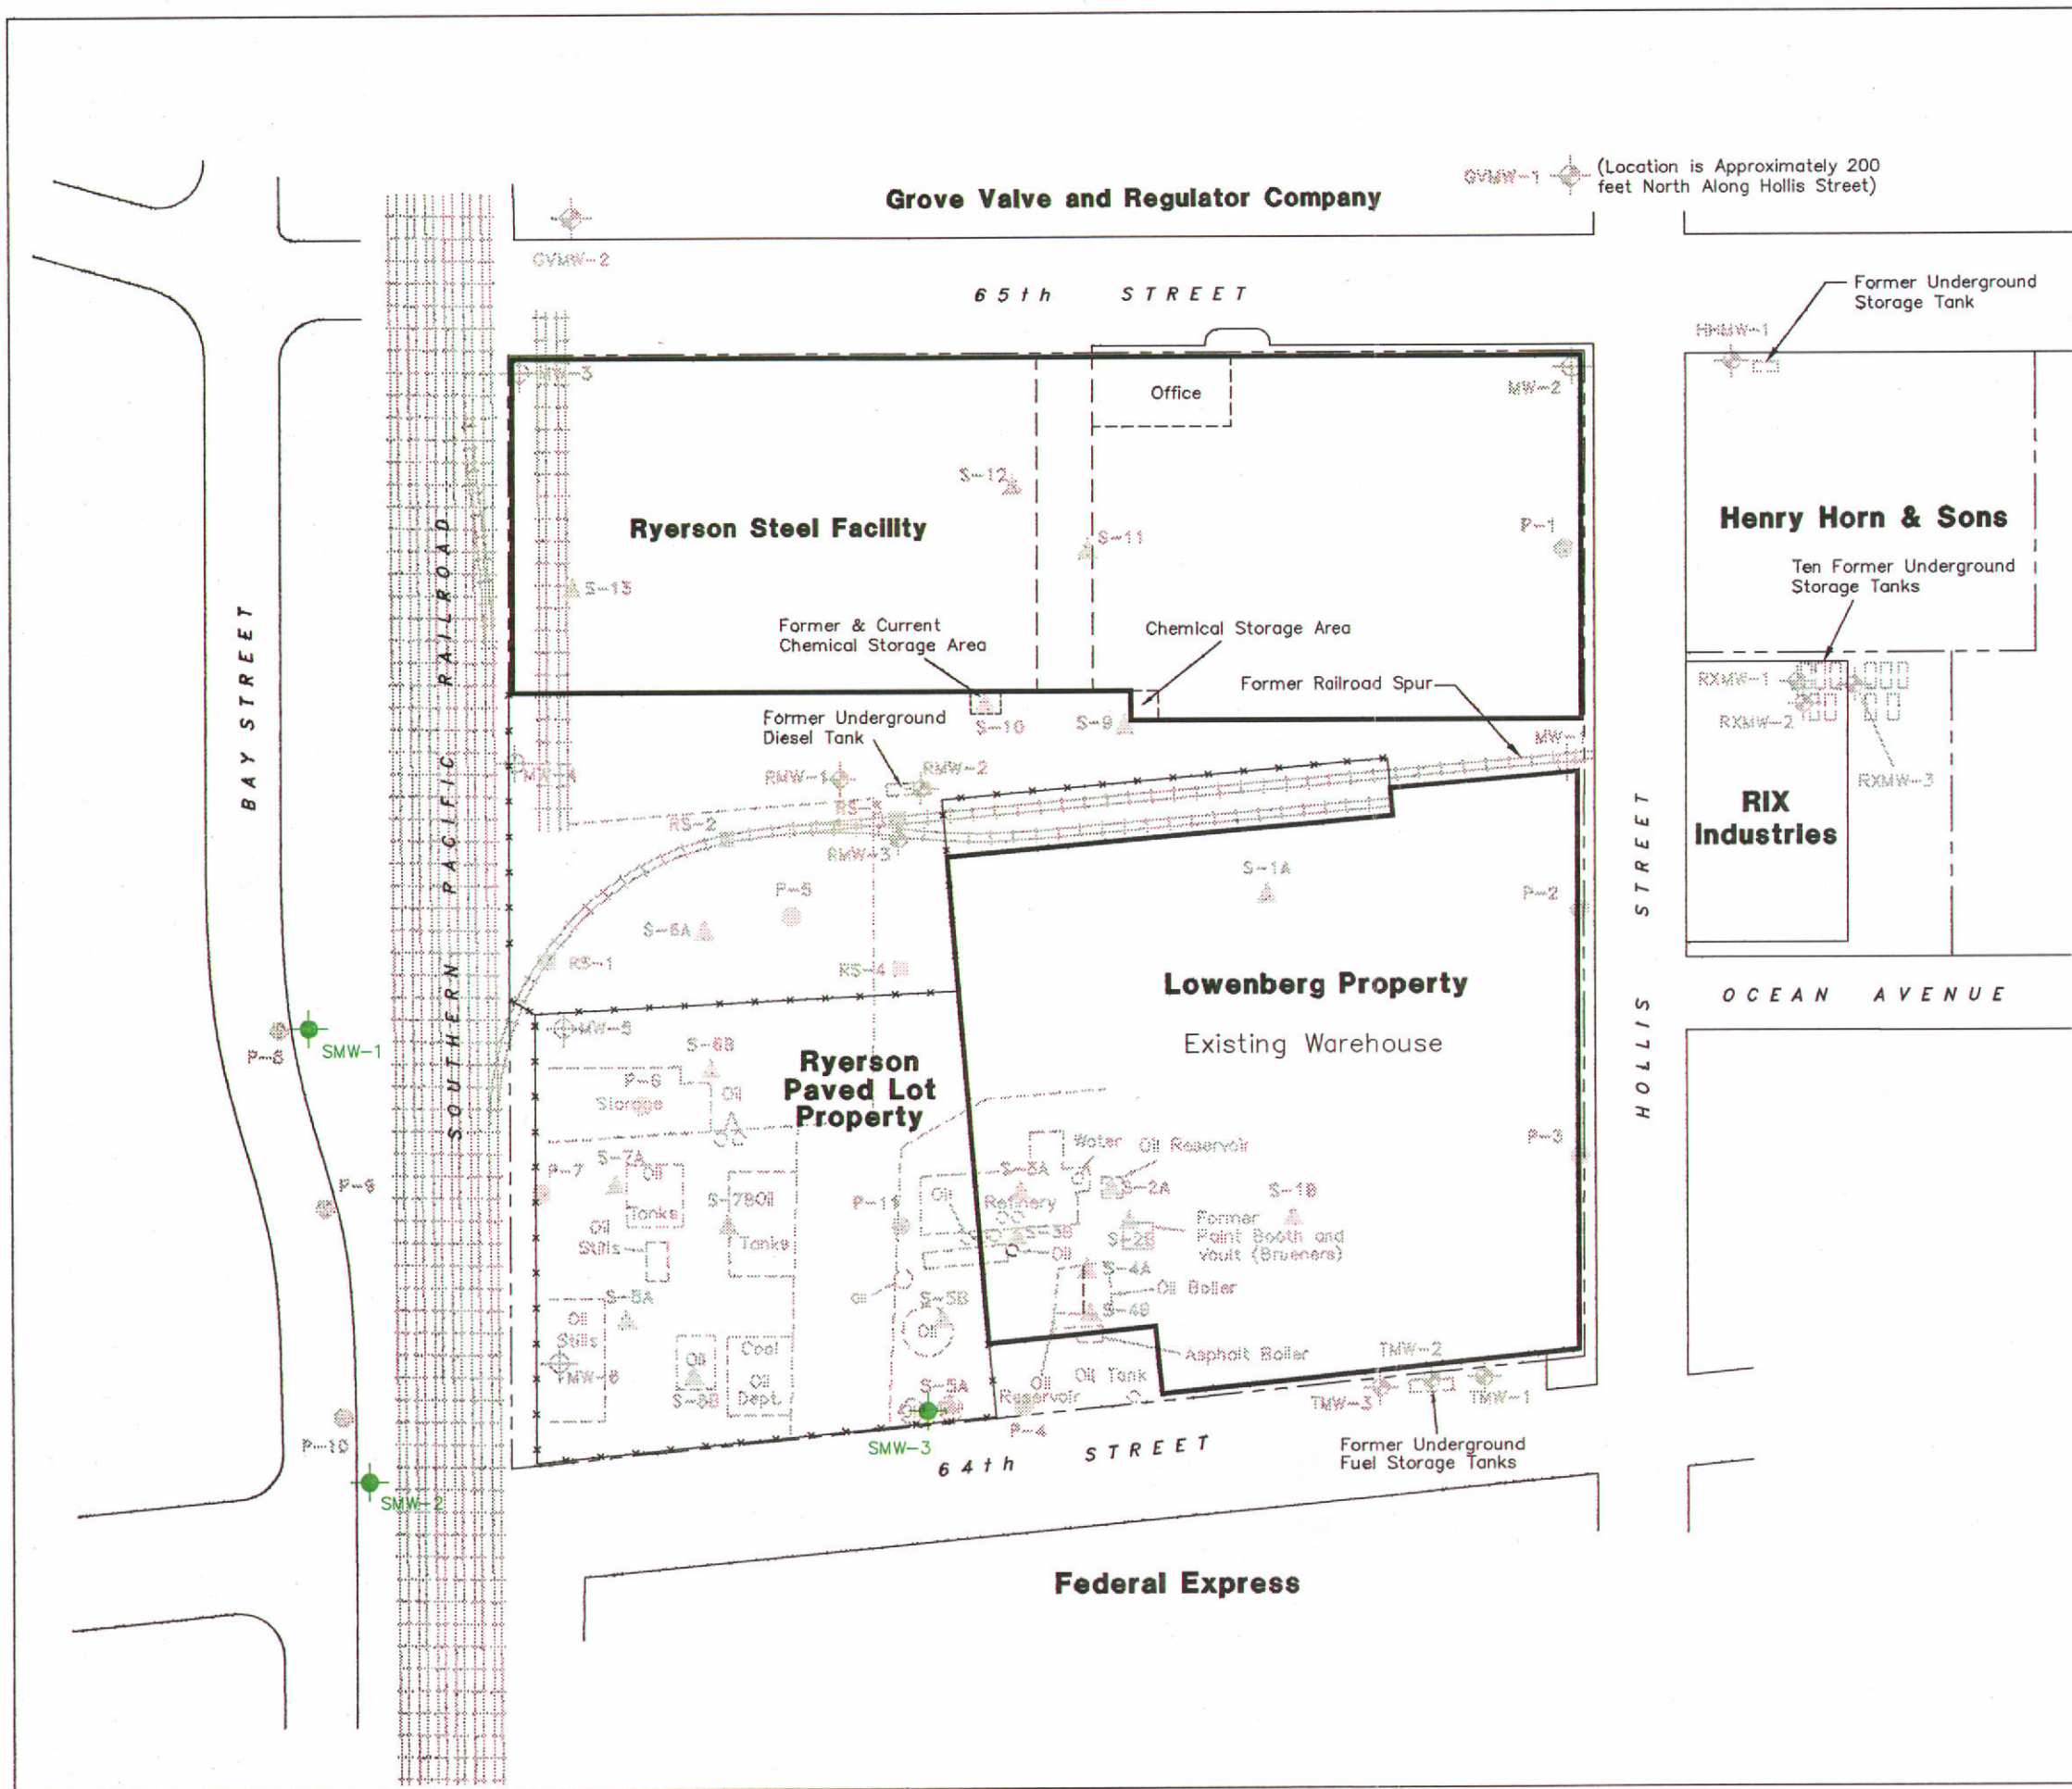 GVMW-1
(Location is Approximately 200
feet North Along Hollis Street)
Grove Valve and Regulator Company
GVMW-2
65th STREET
Former Underground
Storage Tank
HHMW-1
MW-3
MW-2
Office
S-12
Ryerson Steel Facility
S-11
P-1
Henry Horn & Sons
Ten Former Underground
Storage Tanks
S-13
Former & Current
Chemical Storage Area
Chemical Storage Area
BAY STREET
SOUTHERN PACIFIC RAILROAD
Former Railroad Spur
RXMW-1
RXMW-2
RXMW-3
Former Underground
Diesel Tank
S-10
S-9
MW-1
MW-4
RMW-1
RMW-2
RS-2
RMW-3
RIX
Industries
HOLLIS STREET
P-5
S-1A
P-2
S-6A
RS-1
RS-4
Lowenberg Property
OCEAN AVENUE
Existing Warehouse
P-8
SMW-1
MW-5
S-6B
Ryerson
Paved Lot
Property
P-6
Storage
Oil
P-3
Water
Oil Reservoir
P-9
P-7
S-7A
Oil
Tanks
S-7B
Oil
Tanks
P-11
Oil
S-3A
Refinery
S-2A
S-1B
Oil
Stills
S-3B
Oil
S-2B
Former
Paint Booth and
Vault (Brueners)
S-4A
Oil Boiler
Oil
S-8A
S-5B
Oil
S-4B
Oil
Stills
Coal
Oil
Dept.
Oil
S-8B
Asphalt Boiler
TMW-2
S-5A
Oil
Reservoir
Oil Tank
TMW-3
TMW-1
P-10
SMW-3
P-4
64th STREET
Former Underground
Fuel Storage Tanks
SMW-2
Federal Express